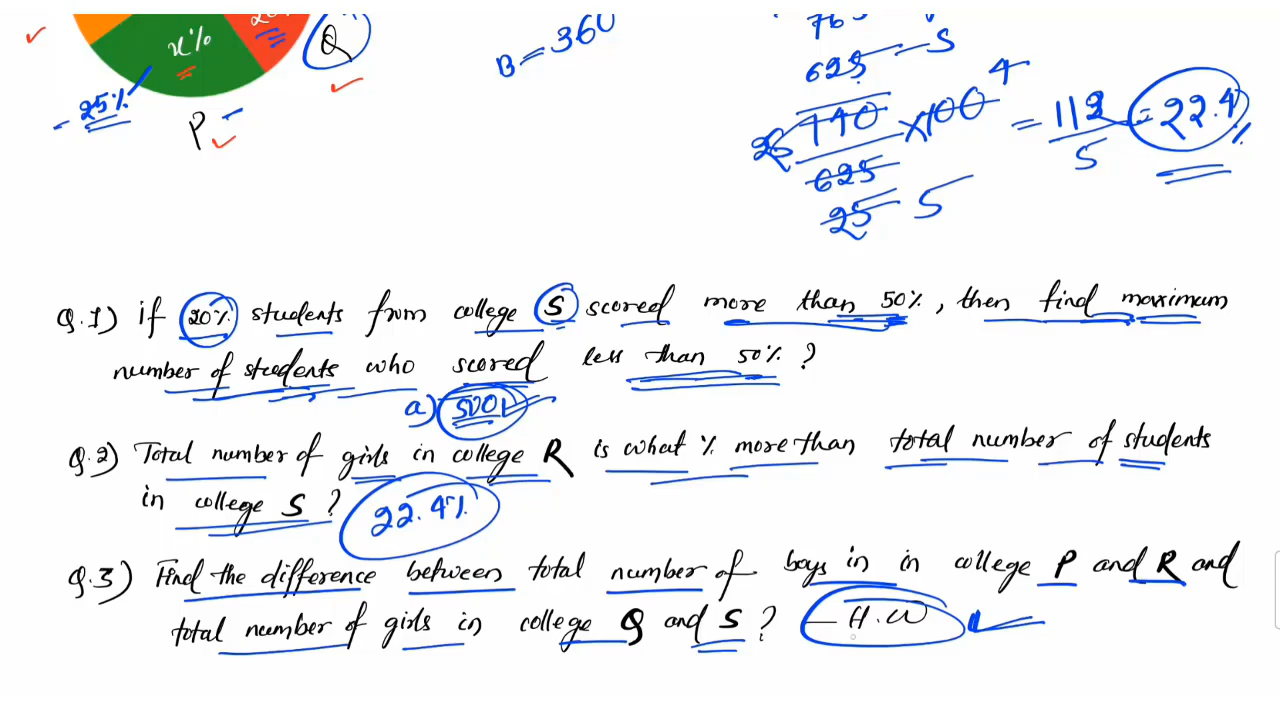 x%
Q
25%
P
B = 360
765
625 — S
140 × 100 4
25
625
25 5
= 112 = 22.4%
5
Q.1) If 20% students from college S scored more than 50%, then find maximum
number of students who scored less than 50%?
a) 500
Q.2) Total number of girls in college R is what % more than total number of students
in college S? 22.4%
Q.3) Find the difference between total number of boys in in college P and R and
total number of girls in college Q and S? — H.W